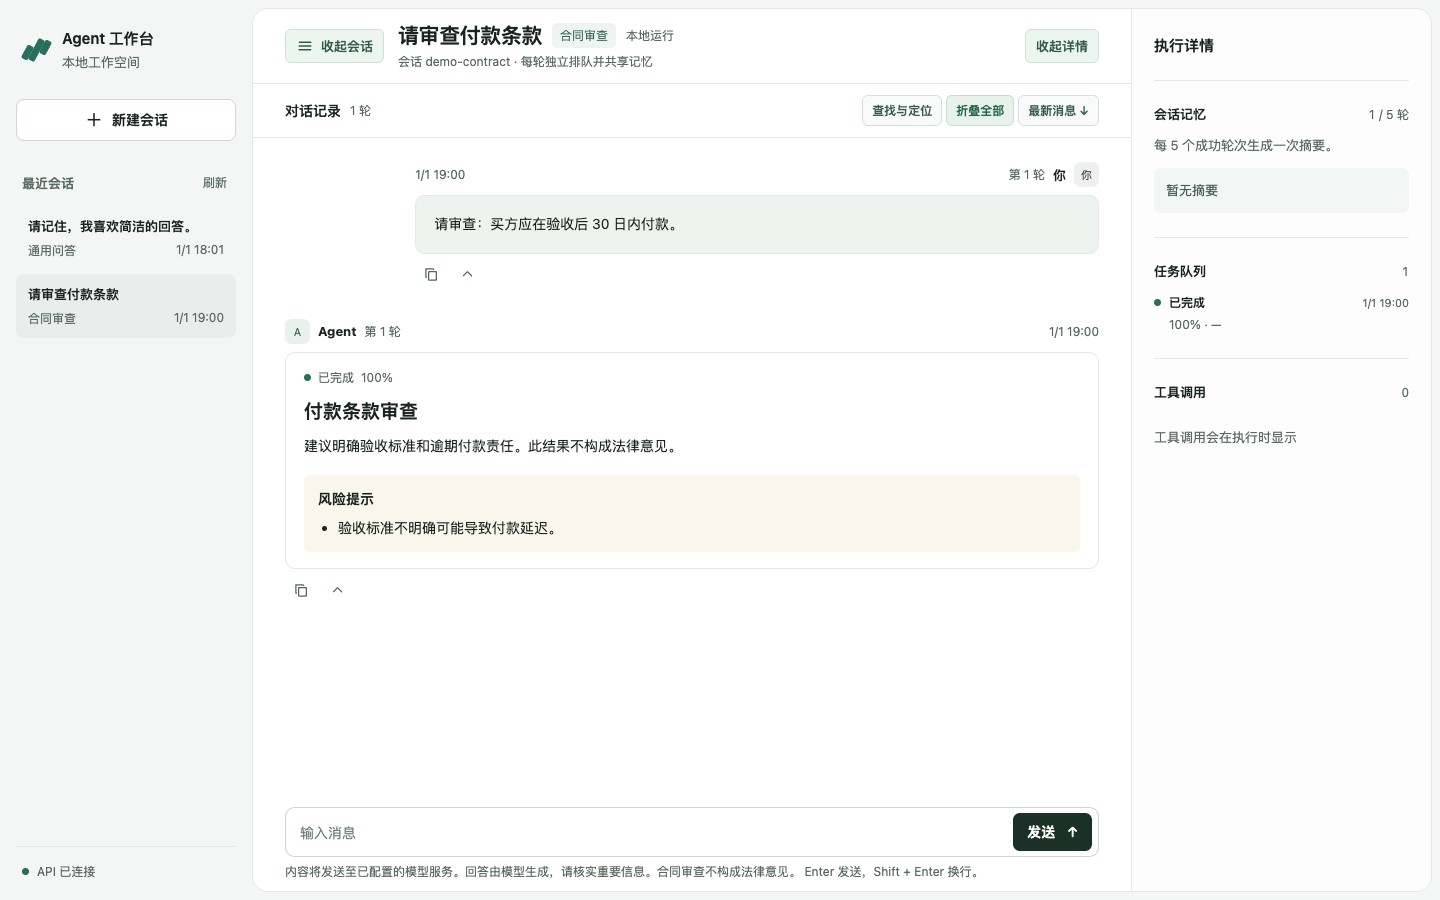 Agent 工作台
本地工作空间
新建会话
最近会话 刷新
请记住，我喜欢简洁的回答。
通用问答 1/1 18:01
请审查付款条款
合同审查 1/1 19:00
API 已连接
收起会话
请审查付款条款 合同审查 本地运行
会话 demo-contract · 每轮独立排队并共享记忆
收起详情
对话记录 1 轮
查找与定位 折叠全部 最新消息 ↓
1/1 19:00 第 1 轮 你 你
请审查：买方应在验收后 30 日内付款。
A Agent 第 1 轮 1/1 19:00
已完成 100%
付款条款审查
建议明确验收标准和逾期付款责任。此结果不构成法律意见。
风险提示
• 验收标准不明确可能导致付款延迟。
输入消息
发送 ↑
内容将发送至已配置的模型服务。回答由模型生成，请核实重要信息。合同审查不构成法律意见。 Enter 发送，Shift + Enter 换行。
执行详情
会话记忆 1 / 5 轮
每 5 个成功轮次生成一次摘要。
暂无摘要
任务队列 1
已完成 1/1 19:00
100% · —
工具调用 0
工具调用会在执行时显示